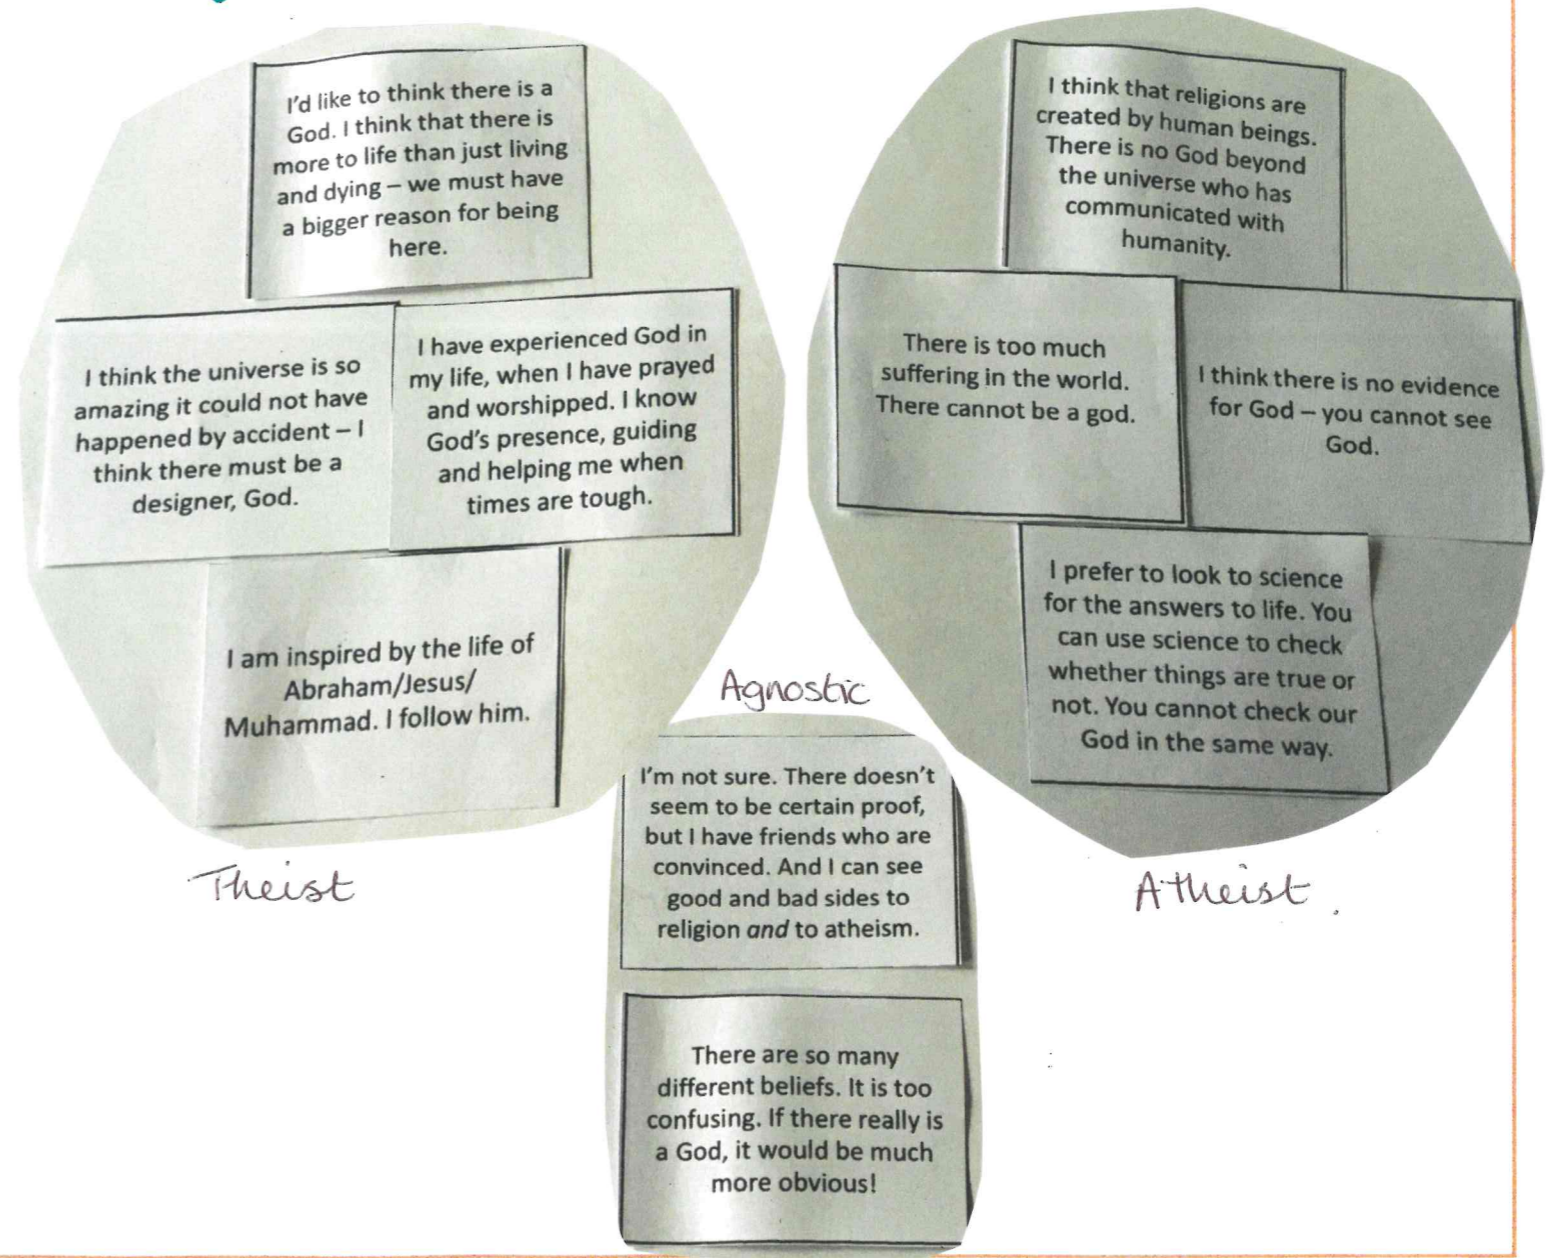 I'd like to think there is a
God. I think that there is
more to life than just living
and dying – we must have
a bigger reason for being
here.
I think the universe is so
amazing it could not have
happened by accident – I
think there must be a
designer, God.
I have experienced God in
my life, when I have prayed
and worshipped. I know
God's presence, guiding
and helping me when
times are tough.
I am inspired by the life of
Abraham/Jesus/
Muhammad. I follow him.
Theist
I think that religions are
created by human beings.
There is no God beyond
the universe who has
communicated with
humanity.
There is too much
suffering in the world.
There cannot be a god.
I think there is no evidence
for God – you cannot see
God.
I prefer to look to science
for the answers to life. You
can use science to check
whether things are true or
not. You cannot check our
God in the same way.
Atheist.
Agnostic
I'm not sure. There doesn't
seem to be certain proof,
but I have friends who are
convinced. And I can see
good and bad sides to
religion and to atheism.
There are so many
different beliefs. It is too
confusing. If there really is
a God, it would be much
more obvious!